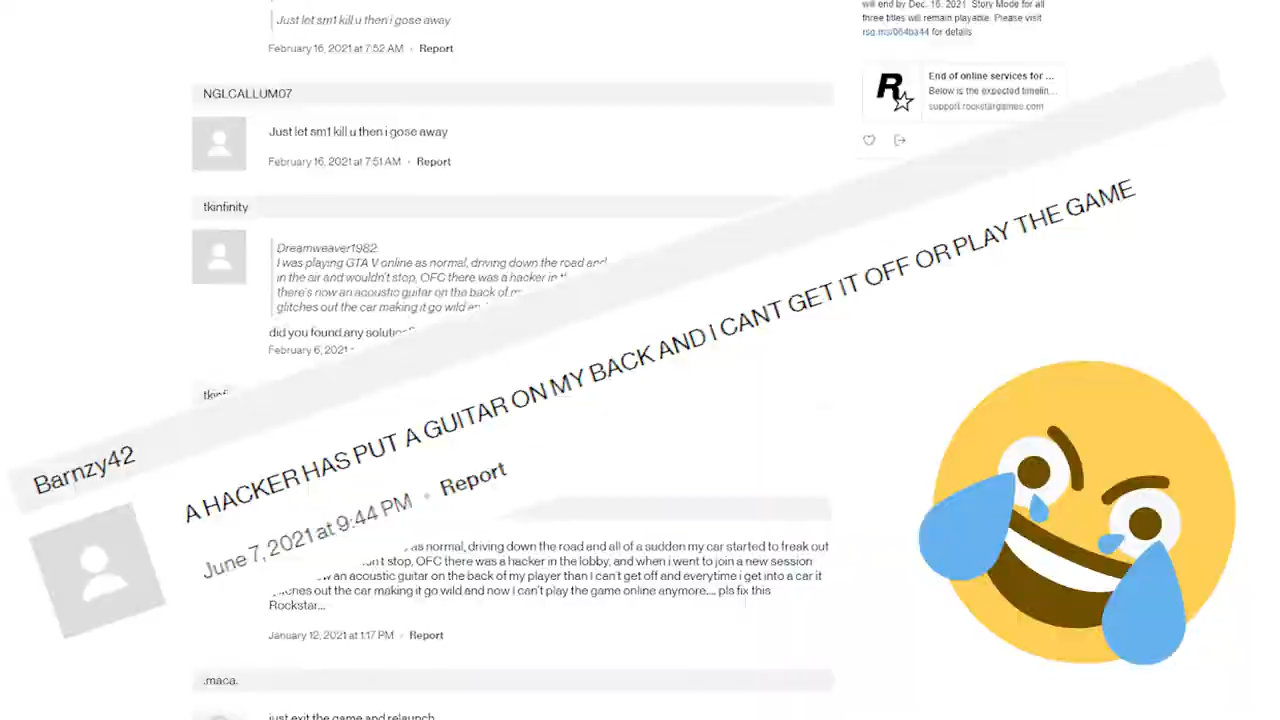 Just let sm1 kill u then i gose away
February 16, 2021 at 7:52 AM • Report
NGLCALLUM07
Just let sm1 kill u then i gose away
February 16, 2021 at 7:51 AM • Report
tkinfinity
Dreamweaver1982:
I was playing GTA V online as normal, driving down the road and
in the air and wouldn't stop, OFC there was a hacker in
there's now an acoustic guitar on the back of
glitches out the car making it go wild
did you found any solution?
February 6, 2021
Barnzy42
A HACKER HAS PUT A GUITAR ON MY BACK AND I CANT GET IT OFF OR PLAY THE GAME
June 7, 2021 at 9:44 PM • Report
as normal, driving down the road and all of a sudden my car started to freak out
stop, OFC there was a hacker in the lobby, and when i went to join a new session
an acoustic guitar on the back of my player than I can't get off and everytime i get into a car it
out the car making it go wild and now I can't play the game online anymore.... pls fix this
Rockstar...
January 12, 2021 at 1:17 PM • Report
.maca.
just exit the game and relaunch
will end by Dec. 16, 2021 Story Mode for all
three titles will remain playable. Please visit
rsg.ms/064ba44 for details
R
End of online services for ...
Below is the expected timelin...
support.rockstargames.com